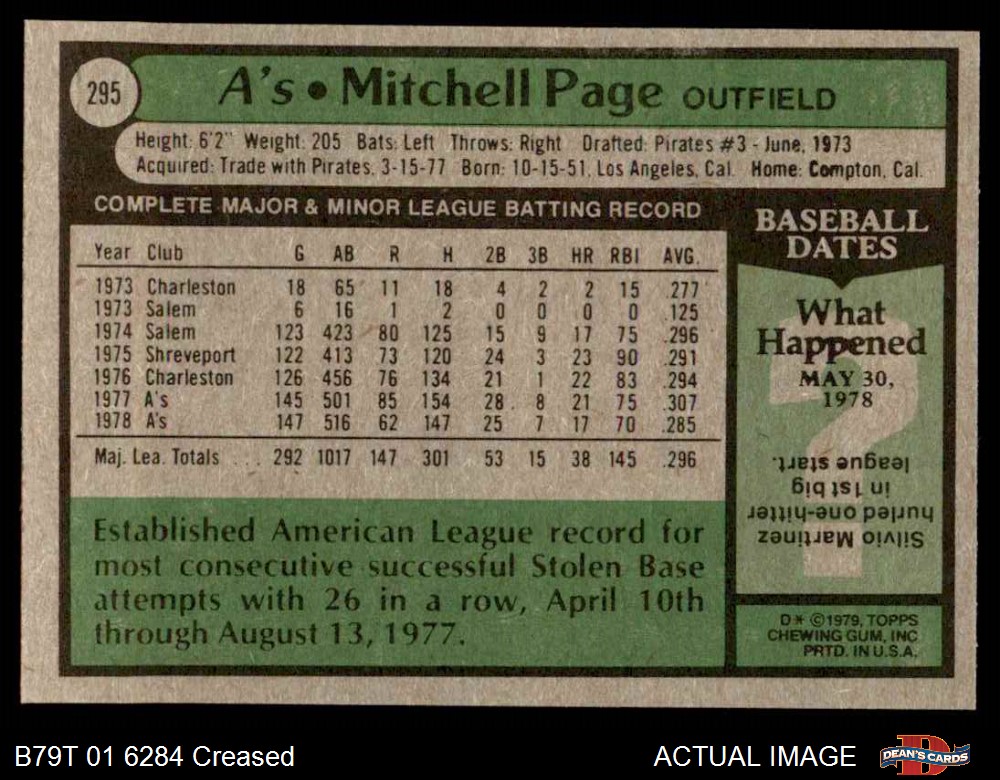 295
A's • Mitchell Page OUTFIELD
Height: 6'2" Weight: 205 Bats: Left Throws: Right Drafted: Pirates #3 - June, 1973
Acquired: Trade with Pirates, 3-15-77 Born: 10-15-51, Los Angeles, Cal. Home: Compton, Cal.
COMPLETE MAJOR & MINOR LEAGUE BATTING RECORD
Year Club G AB R H 2B 3B HR RBI AVG.
1973 Charleston 18 65 11 18 4 2 2 15 .277
1973 Salem 6 16 1 2 0 0 0 0 .125
1974 Salem 123 423 80 125 15 9 17 75 .296
1975 Shreveport 122 413 73 120 24 3 23 90 .291
1976 Charleston 126 456 76 134 21 1 22 83 .294
1977 A's 145 501 85 154 28 8 21 75 .307
1978 A's 147 516 62 147 25 7 17 70 .285
Maj. Lea. Totals ... 292 1017 147 301 53 15 38 145 .296
Established American League record for
most consecutive successful Stolen Base
attempts with 26 in a row, April 10th
through August 13, 1977.
BASEBALL
DATES
What
Happened
MAY 30,
1978
?
Silvio Martinez
hurled one-hitter
in 1st big
league start.
D* ©1979, TOPPS
CHEWING GUM, INC
PRTD. IN U.S.A.
B79T 01 6284 Creased
ACTUAL IMAGE
D
DEAN'S CARDS